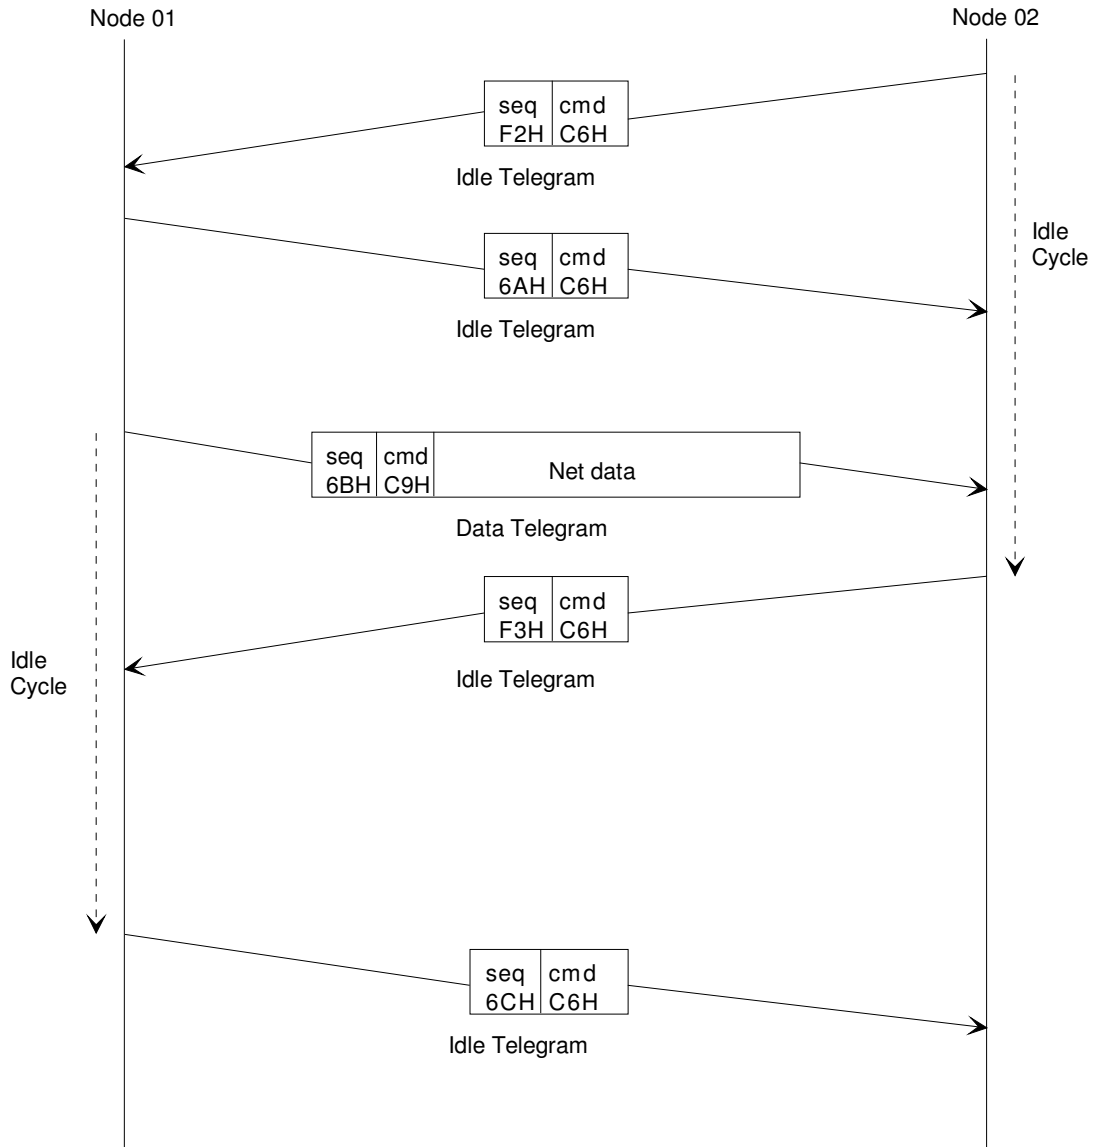 Node 01
Node 02
seq cmd
F2H C6H
Idle Telegram
seq cmd
6AH C6H
Idle Telegram
Idle
Cycle
seq cmd
6BH C9H
Net data
Data Telegram
seq cmd
F3H C6H
Idle Telegram
Idle
Cycle
seq cmd
6CH C6H
Idle Telegram